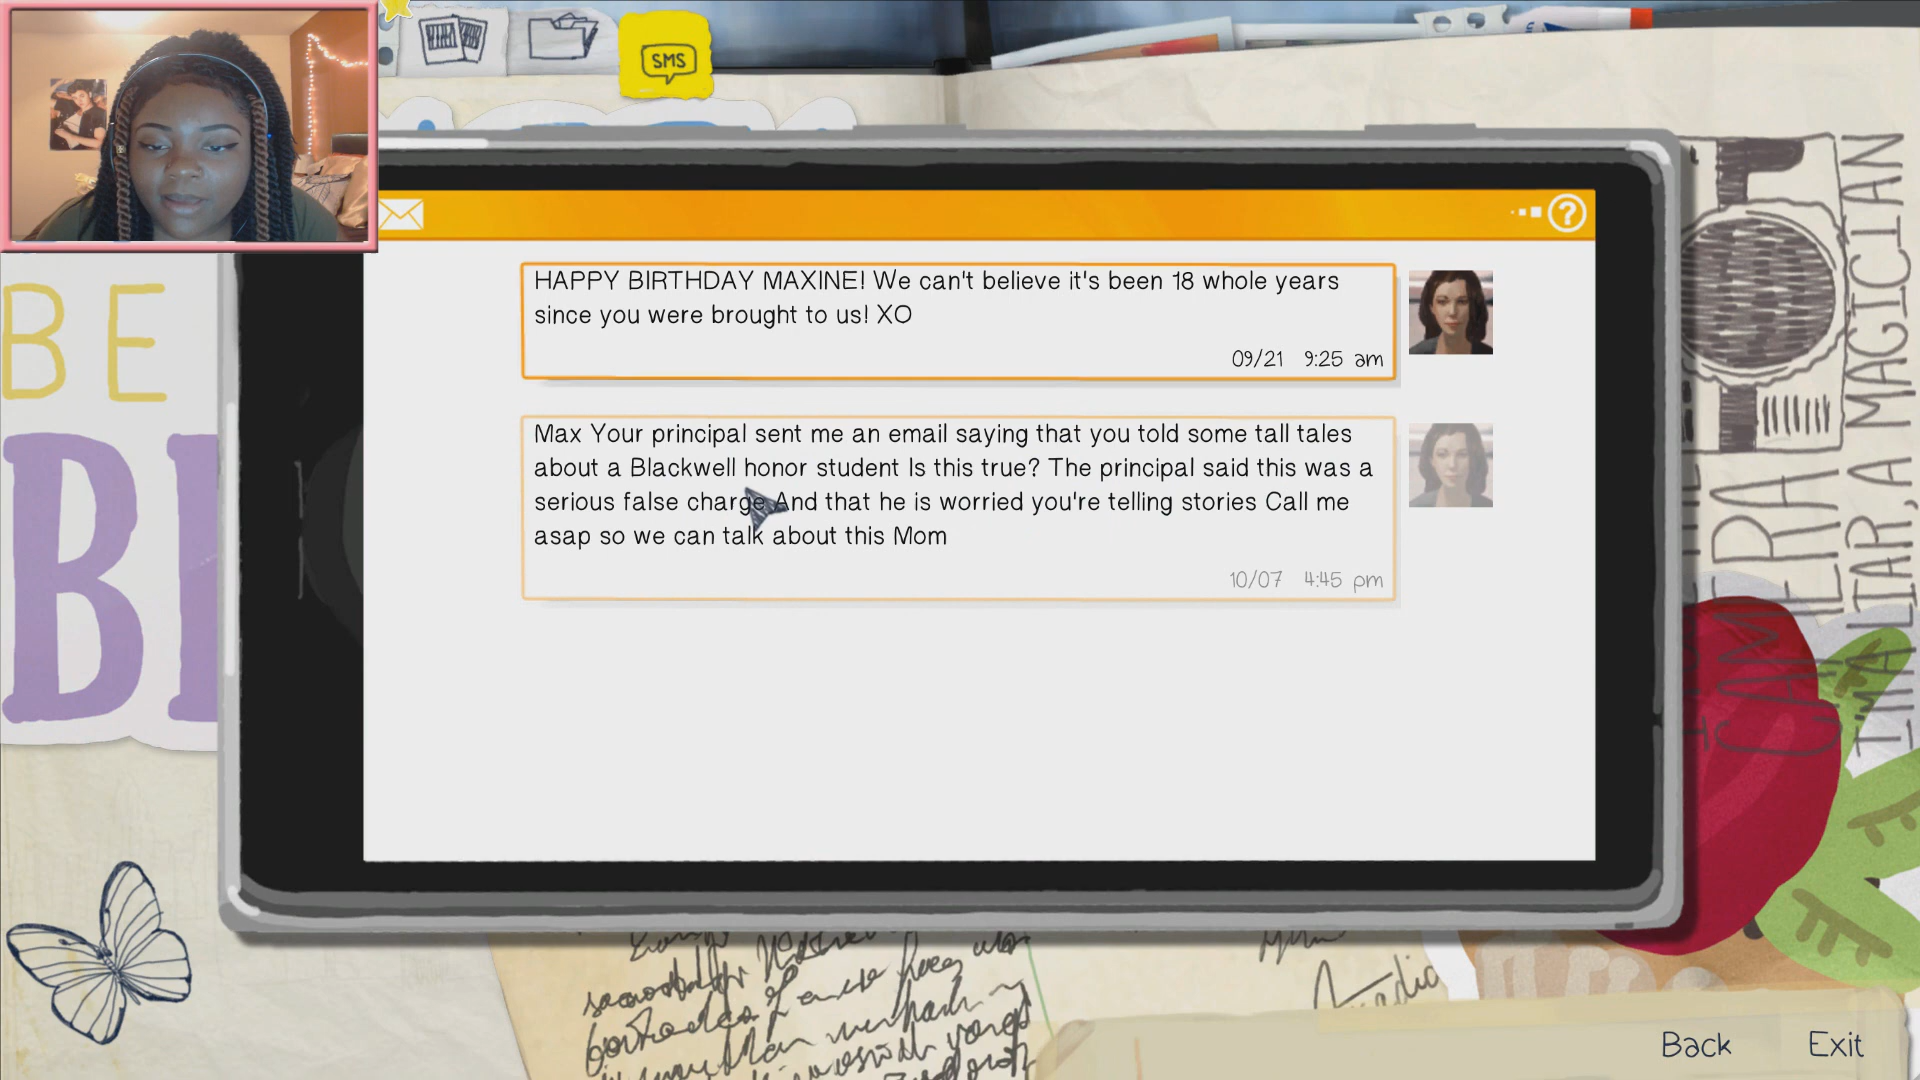 SMS
HAPPY BIRTHDAY MAXINE! We can't believe it's been 18 whole years
since you were brought to us! XO
09/21 9:25 am
Max Your principal sent me an email saying that you told some tall tales
about a Blackwell honor student Is this true? The principal said this was a
serious false charge And that he is worried you're telling stories Call me
asap so we can talk about this Mom
10/07 4:45 pm
BE
CAMERA
LIAR, A MAGICIAN
Back
Exit